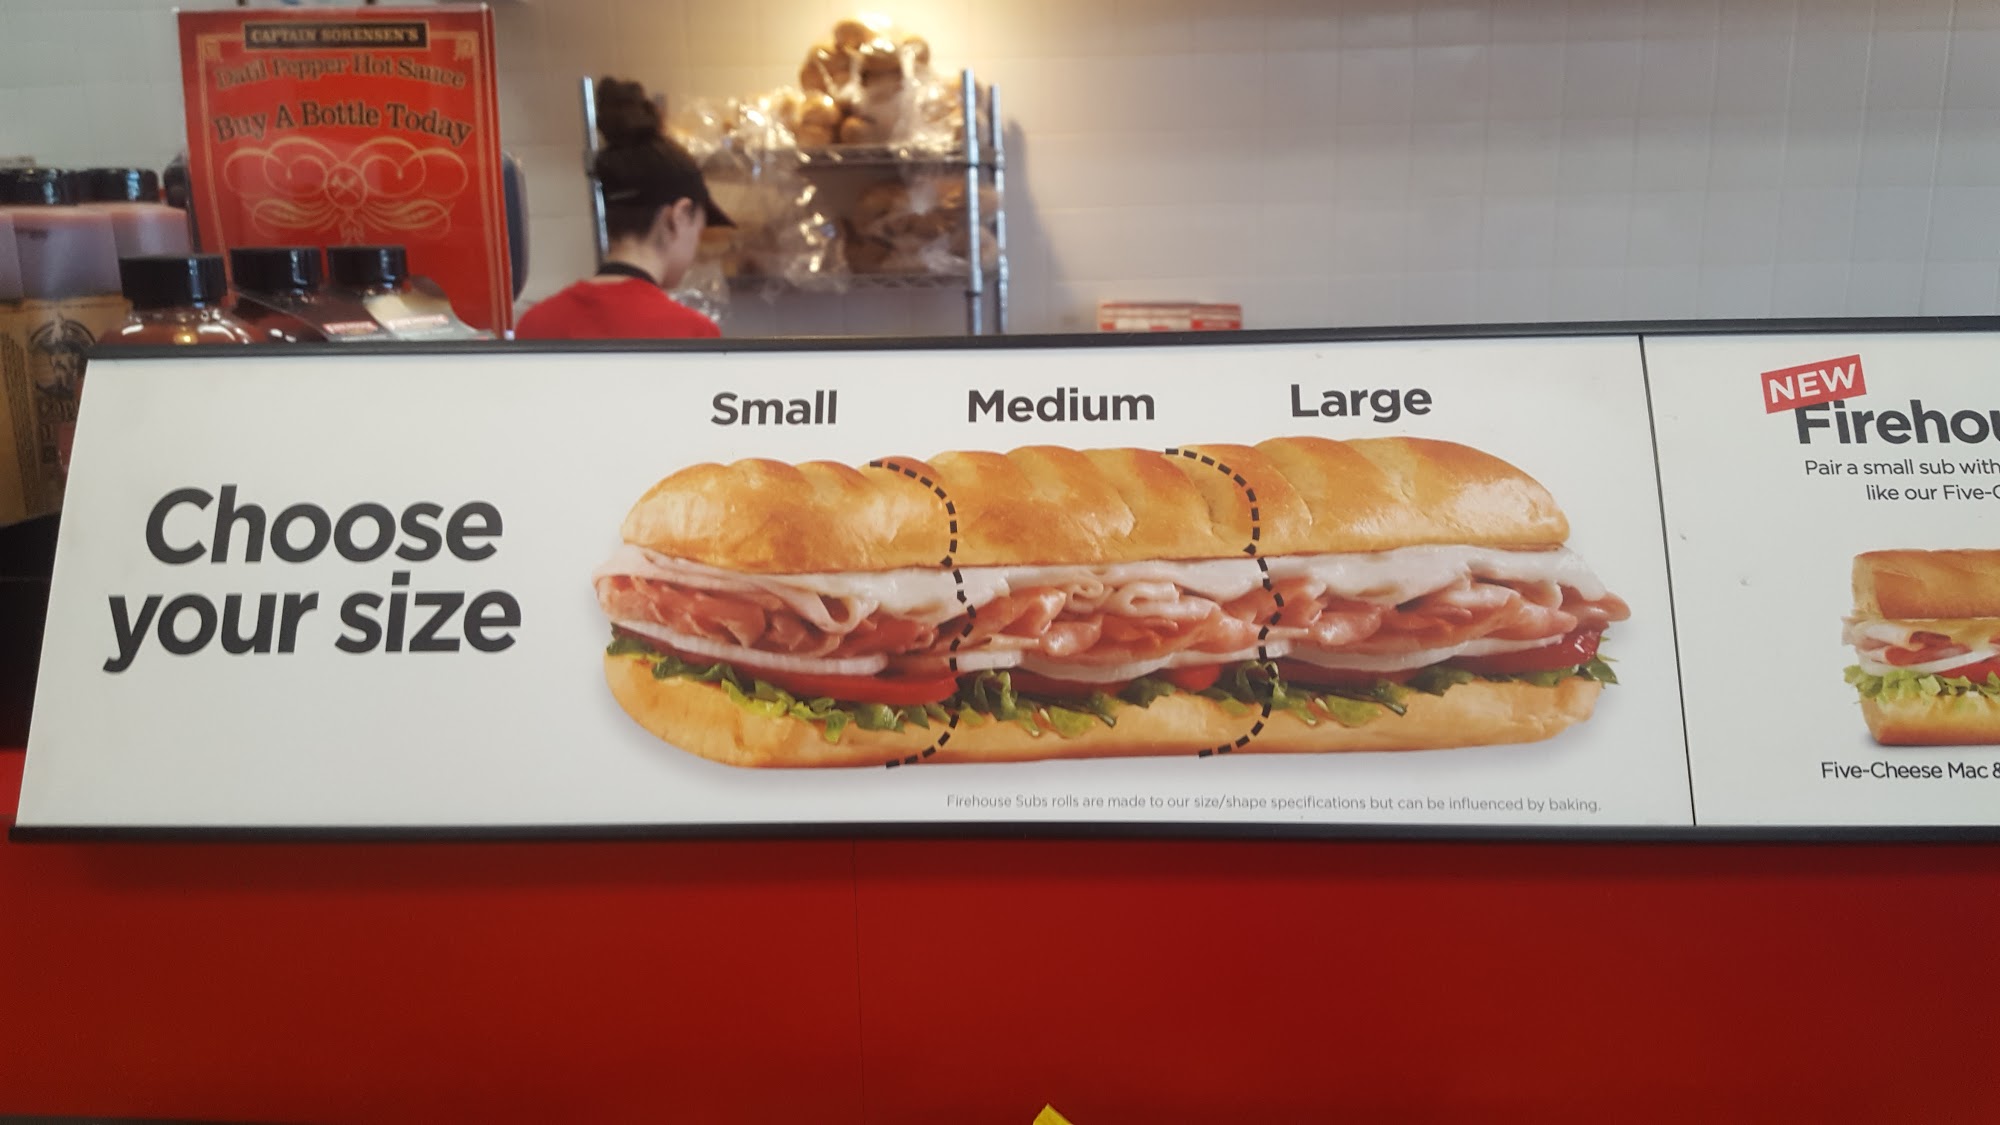 CAPTAIN SORENSEN'S
Datil Pepper Hot Sauce
Buy A Bottle Today
Choose
your size
Small Medium Large
Firehouse Subs rolls are made to our size/shape specifications but can be influenced by baking.
NEW
Firehou
Pair a small sub with
like our Five-C
Five-Cheese Mac &